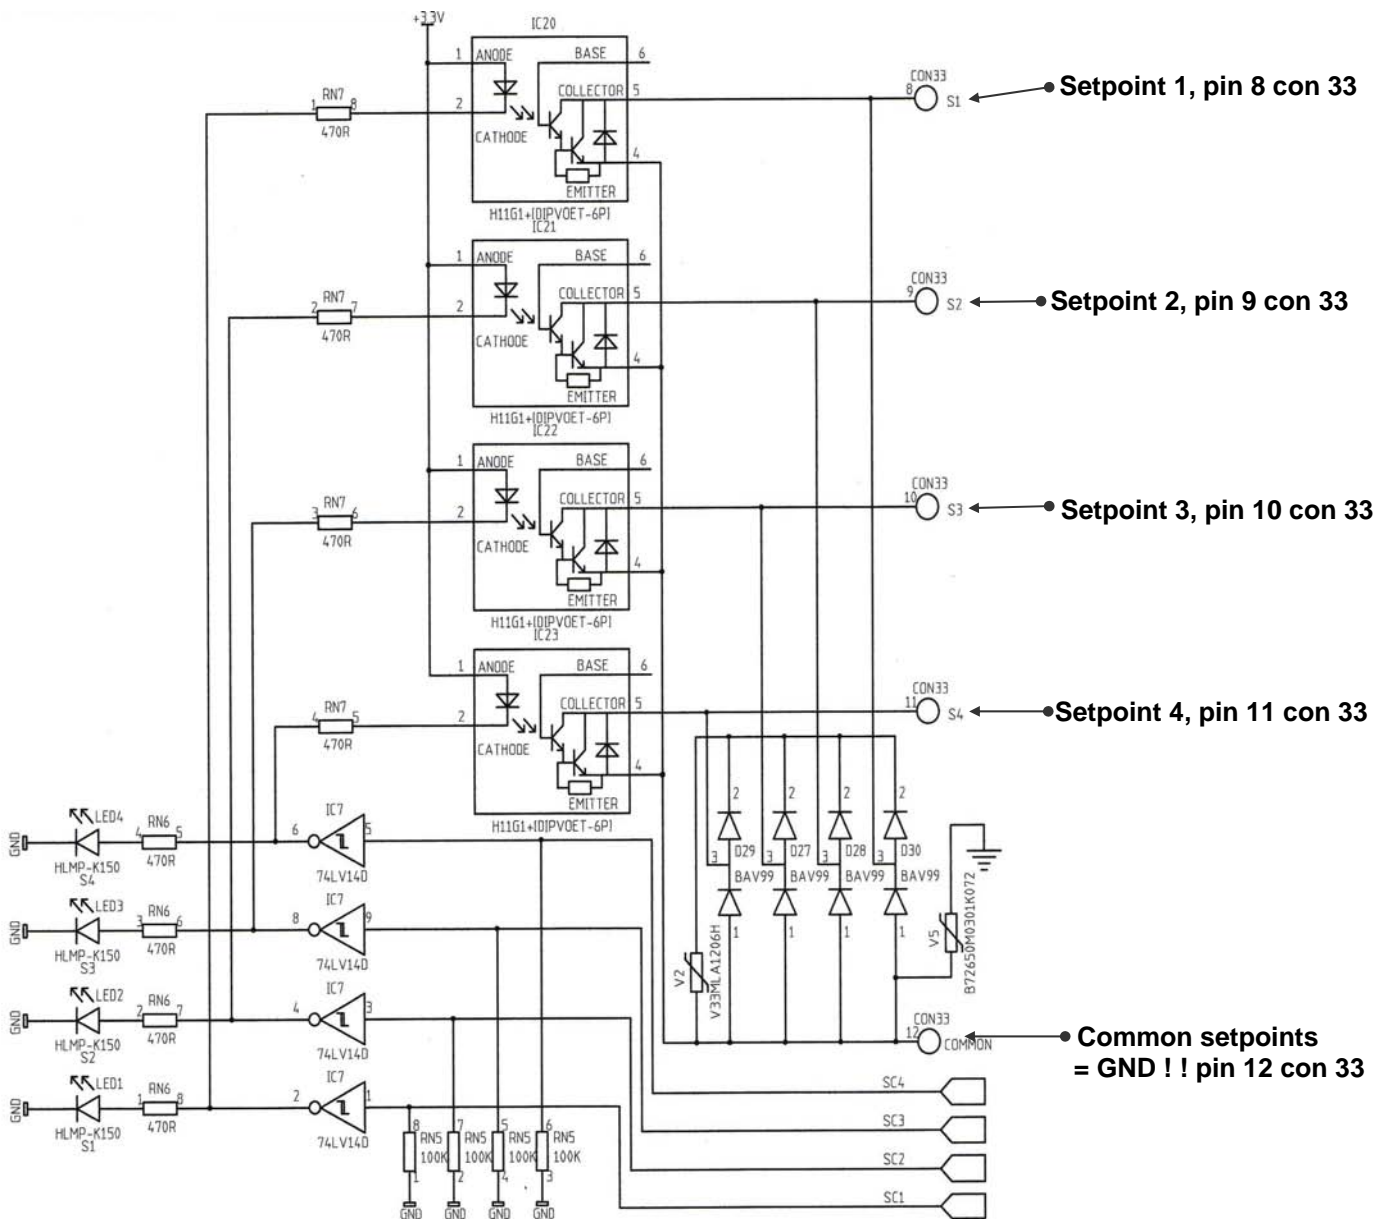 +3.3V
IC20
1 ANODE BASE 6
COLLECTOR 5
2
CATHODE
4
EMITTER
H11G1+(DIPVOET-6P)
RN7
1 8
470R
CON33
8 S1
Setpoint 1, pin 8 con 33
IC21
1 ANODE BASE 6
COLLECTOR 5
2
CATHODE
4
EMITTER
H11G1+(DIPVOET-6P)
RN7
2 7
470R
CON33
9 S2
Setpoint 2, pin 9 con 33
IC22
1 ANODE BASE 6
COLLECTOR 5
2
CATHODE
4
EMITTER
H11G1+(DIPVOET-6P)
RN7
3 6
470R
CON33
10 S3
Setpoint 3, pin 10 con 33
IC23
1 ANODE BASE 6
COLLECTOR 5
2
CATHODE
4
EMITTER
H11G1+(DIPVOET-6P)
RN7
4 5
470R
CON33
11 S4
Setpoint 4, pin 11 con 33
GND
LED4
HLMP-K150
S4
RN6
4 5
470R
IC7
6 5
74LV14D
GND
LED3
HLMP-K150
S3
RN6
3 6
470R
IC7
8 9
74LV14D
GND
LED2
HLMP-K150
S2
RN6
2 7
470R
IC7
4 3
74LV14D
GND
LED1
HLMP-K150
S1
RN6
1 8
470R
IC7
2 1
74LV14D
2 2 2 2
3 D29 3 D27 3 D28 3 D30
BAV99 BAV99 BAV99 BAV99
1 1 1 1
V2
V33MLA1206H
V5
B72650M0301K072
CON33
12 COMMON
Common setpoints
= GND ! ! pin 12 con 33
SC4
SC3
SC2
SC1
8 7 5 6
RN5 RN5 RN5 RN5
100K 100K 100K 100K
1 2 4 3
GND GND GND GND